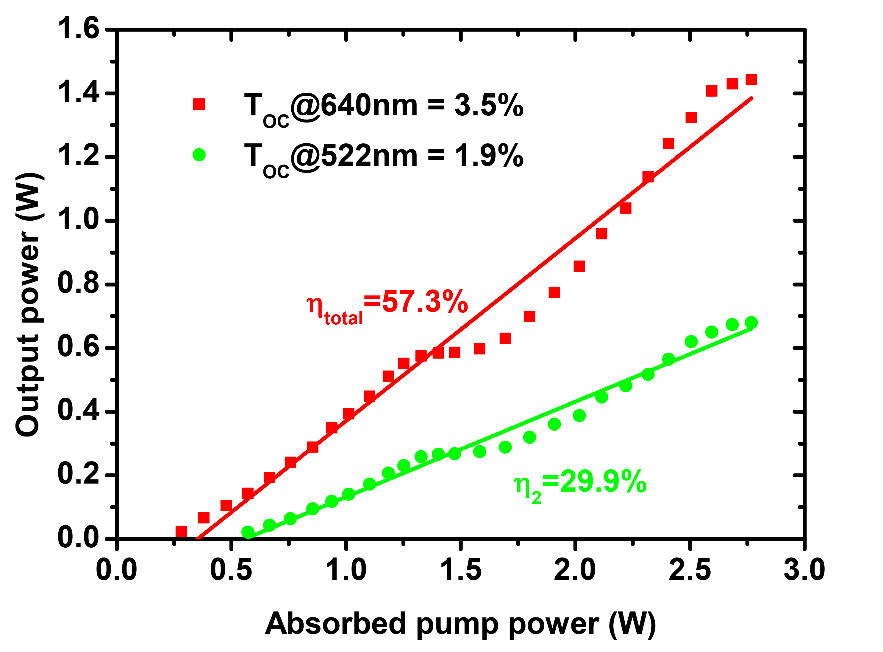 1.6
1.4
1.2
1.0
0.8
0.6
0.4
0.2
0.0
0.0 0.5 1.0 1.5 2.0 2.5 3.0
Output power (W)
Absorbed pump power (W)
T_OC@640nm = 3.5%
T_OC@522nm = 1.9%
η_total=57.3%
η_2=29.9%